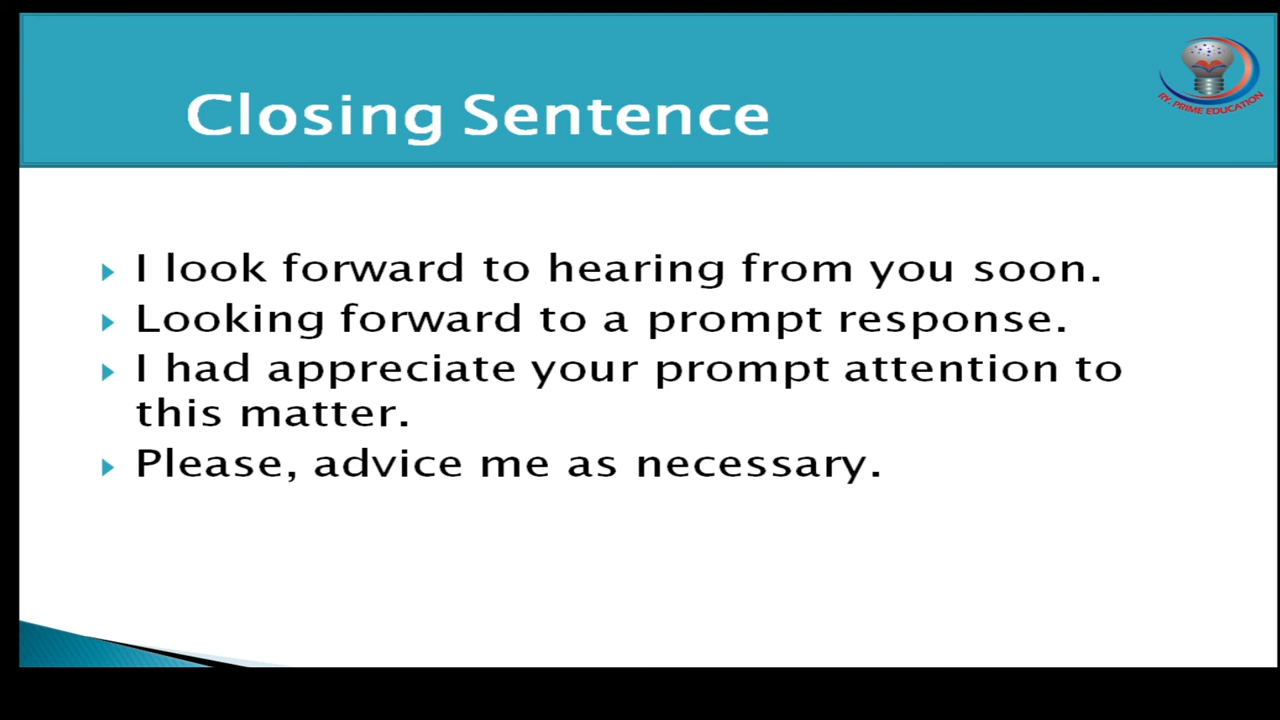 Closing Sentence
RY. PRIME EDUCATION
I look forward to hearing from you soon.
Looking forward to a prompt response.
I had appreciate your prompt attention to
this matter.
Please, advice me as necessary.